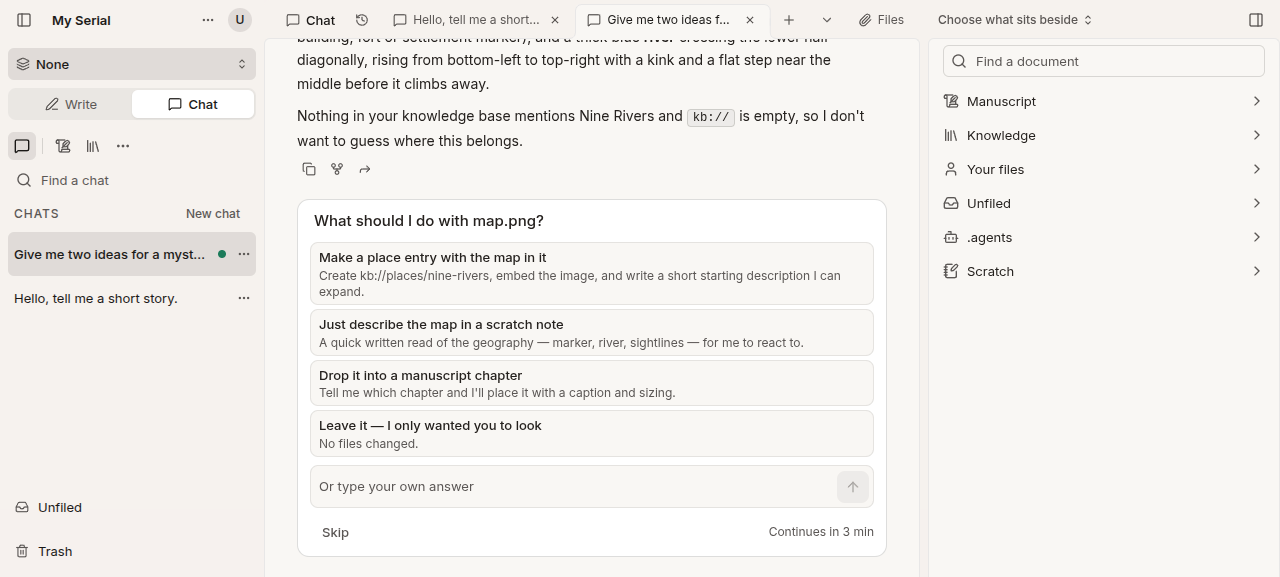 My Serial
U
None
Write
Chat
Find a chat
CHATS
New chat
Give me two ideas for a myst...
Hello, tell me a short story.
Unfiled
Trash
Chat
Hello, tell me a short...
Give me two ideas f...
Files
Choose what sits beside
diagonally, rising from bottom-left to top-right with a kink and a flat step near the
middle before it climbs away.
Nothing in your knowledge base mentions Nine Rivers and kb:// is empty, so I don't
want to guess where this belongs.
What should I do with map.png?
Make a place entry with the map in it
Create kb://places/nine-rivers, embed the image, and write a short starting description I can
expand.
Just describe the map in a scratch note
A quick written read of the geography — marker, river, sightlines — for me to react to.
Drop it into a manuscript chapter
Tell me which chapter and I'll place it with a caption and sizing.
Leave it — I only wanted you to look
No files changed.
Or type your own answer
Skip
Continues in 3 min
Find a document
Manuscript
Knowledge
Your files
Unfiled
.agents
Scratch